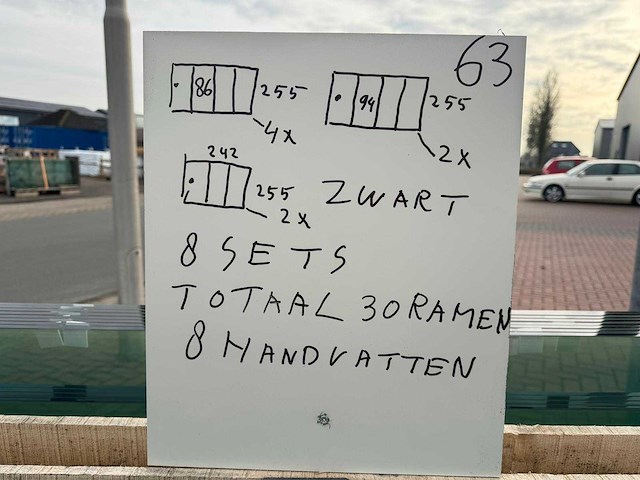 63
86 255 4x
94 255 2x
242
255 2x
ZWART
8 SETS
TOTAAL 30 RAMEN
8 HANDVATTEN